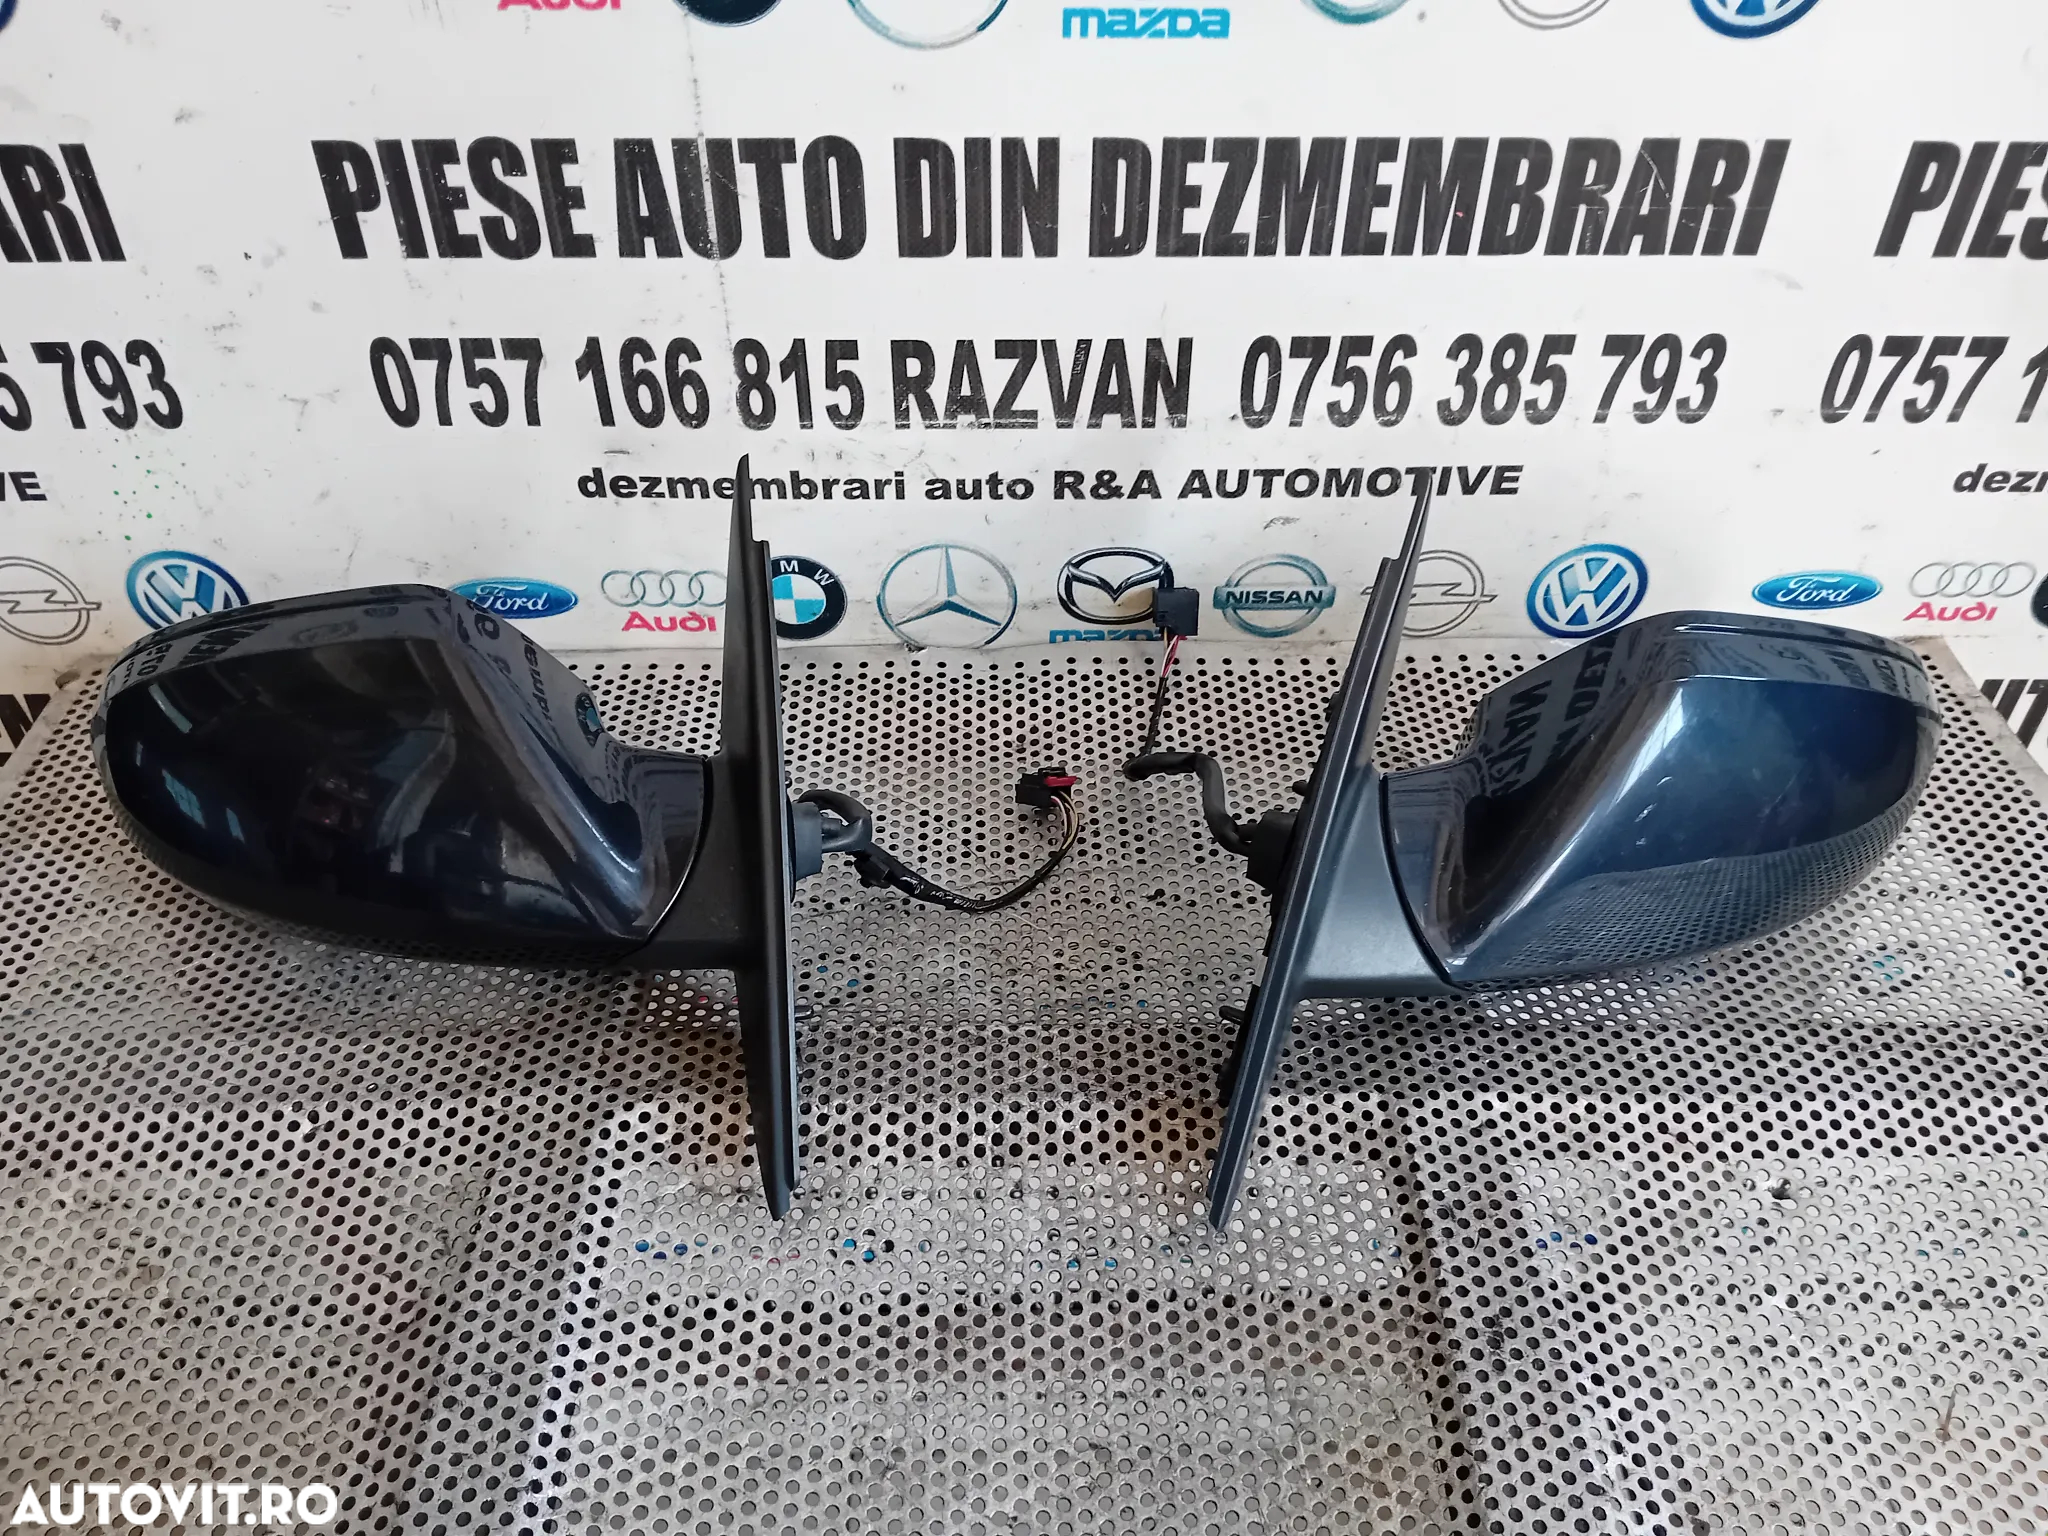 Audi mazda
ARI PIESE AUTO DIN DEZMEMBRARI PIES
5 793 0757 166 815 RAZVAN 0756 385 793 0757 1
VE dezmembrari auto R&A AUTOMOTIVE dezm
Ford Audi BMW mazda NISSAN Ford Audi
AUTOVIT.RO